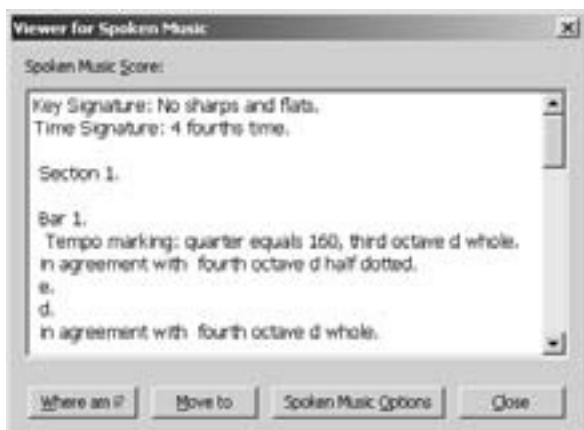 Viewer for Spoken Music
Spoken Music Score:
Key Signature: No sharps and flats.
Time Signature: 4 fourths time.
Section 1.
Bar 1.
Tempo marking: quarter equals 160, third octave d whole.
in agreement with fourth octave d half dotted.
e.
d.
in agreement with fourth octave d whole.
Where am I? Move to Spoken Music Options Close